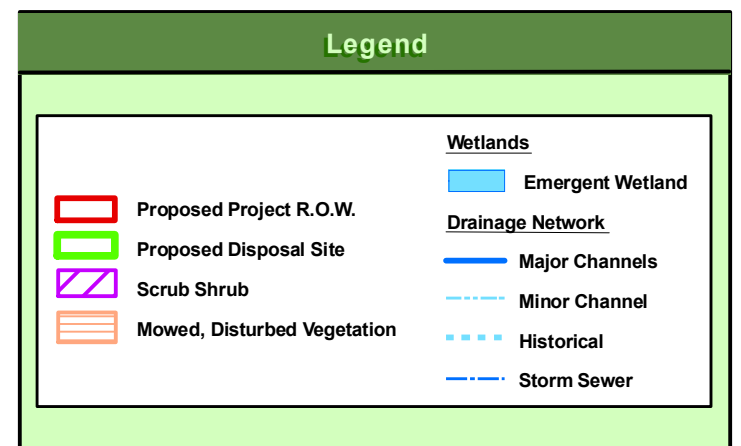 Legend
Proposed Project R.O.W.
Proposed Disposal Site
Scrub Shrub
Mowed, Disturbed Vegetation
Wetlands
Emergent Wetland
Drainage Network
Major Channels
Minor Channel
Historical
Storm Sewer